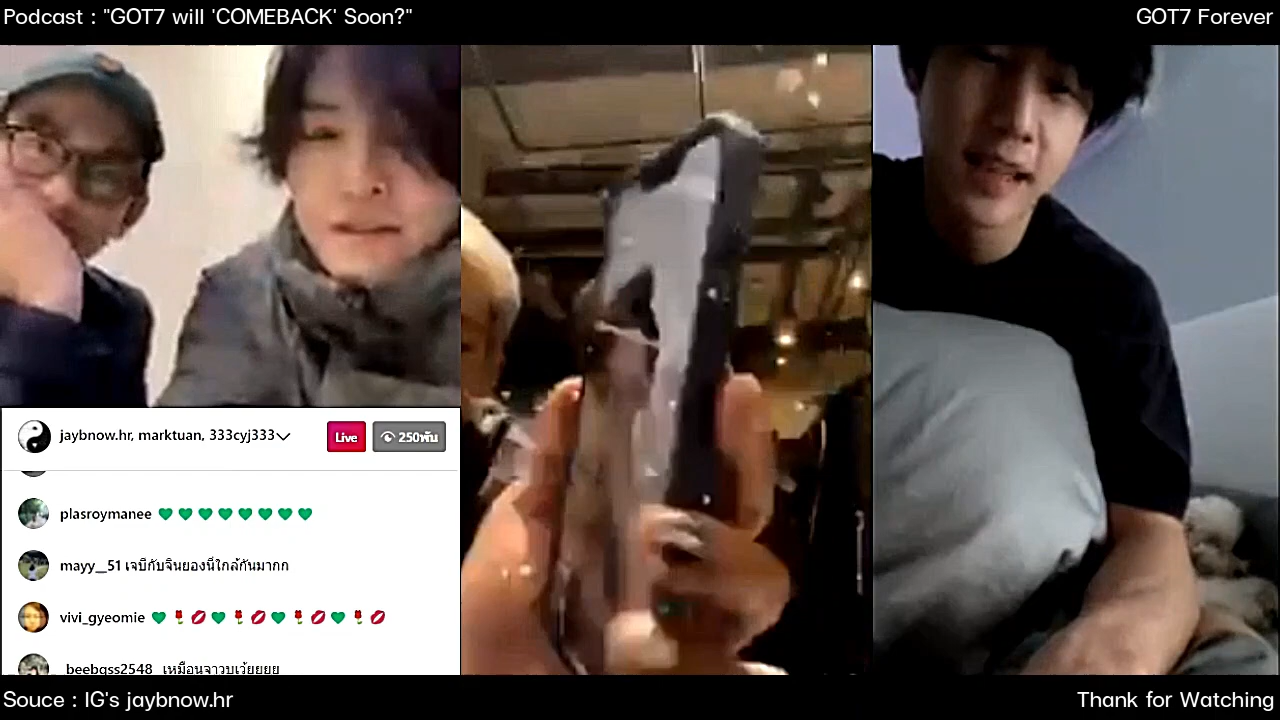 Podcast : "GOT7 will 'COMEBACK' Soon?"
GOT7 Forever
jaybnow.hr, marktuan, 333cyj333
Live
250พัน
plasroymanee 💚💚💚💚💚💚💚💚
mayy__51 เจบีกับจินยองนี่ใกล้กันมากก
vivi_gyeomie 💚🌹💋💚🌹💋💚🌹💋💚🌹💋
_beebgss2548 เหมือนจาวบเว้ยยยย
Souce : IG's jaybnow.hr
Thank for Watching